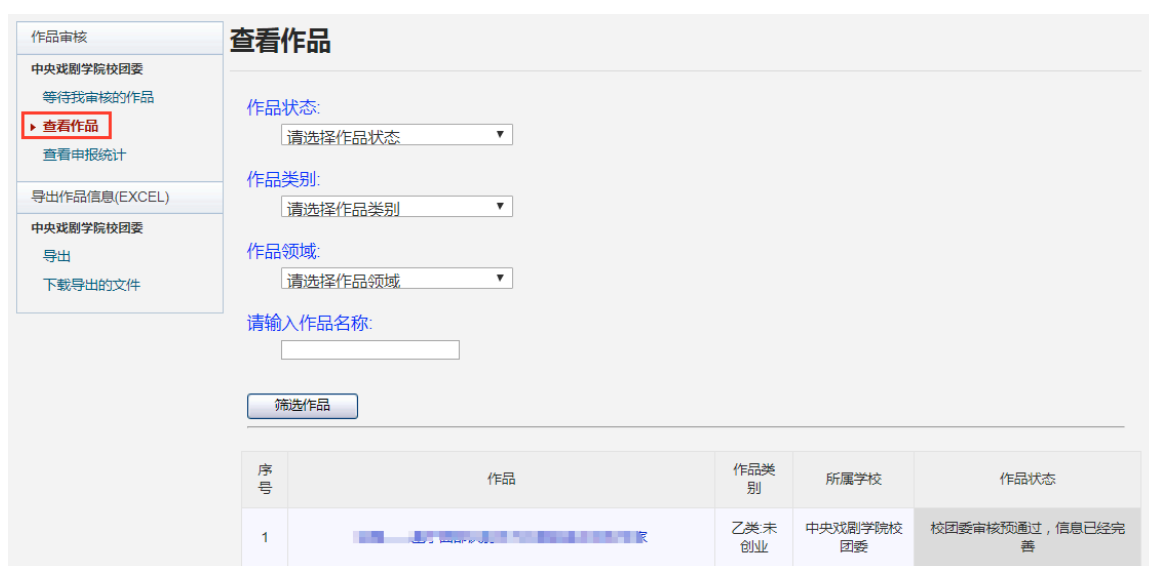 作品审核
中央戏剧学院校团委
等待我审核的作品
查看作品
查看申报统计
导出作品信息(EXCEL)
中央戏剧学院校团委
导出
下载导出的文件
查看作品
作品状态:
请选择作品状态
作品类别:
请选择作品类别
作品领域:
请选择作品领域
请输入作品名称:
筛选作品
序
号
作品
作品类
别
所属学校
作品状态
1
家
乙类:未
创业
中央戏剧学院校
团委
校团委审核预通过，信息已经完
善